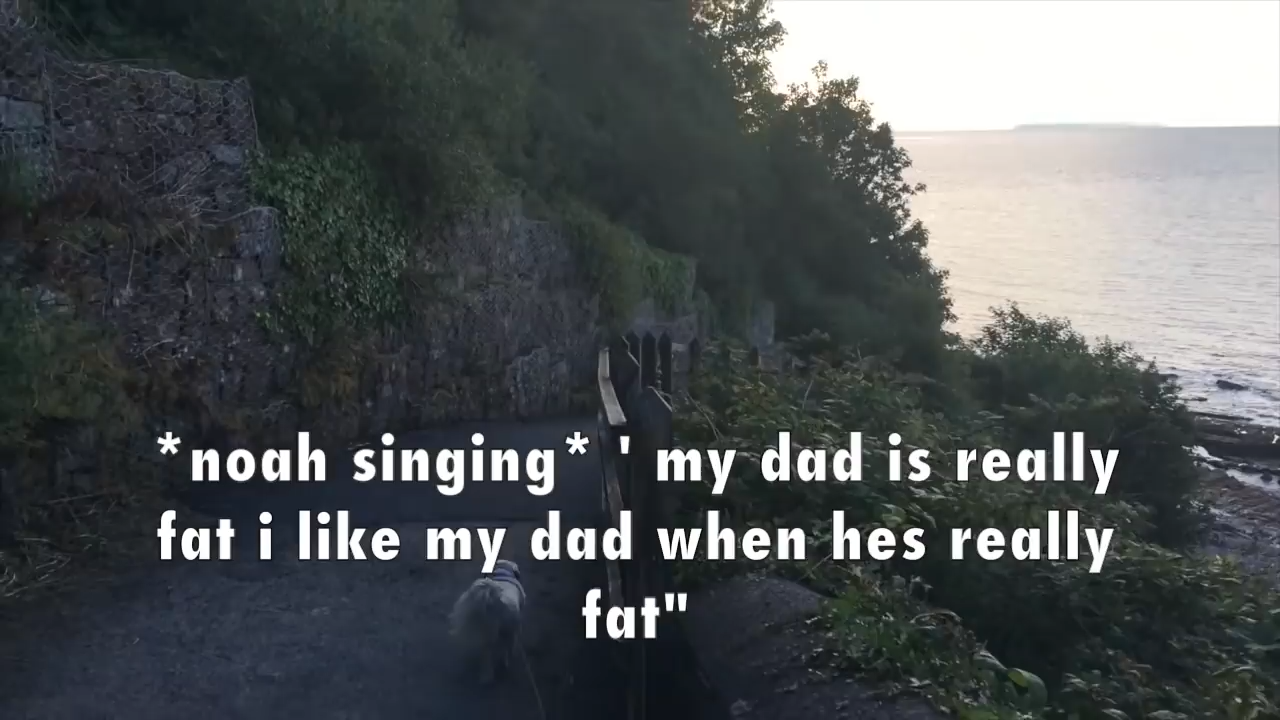 *noah singing* ' my dad is really
fat i like my dad when hes really
fat"